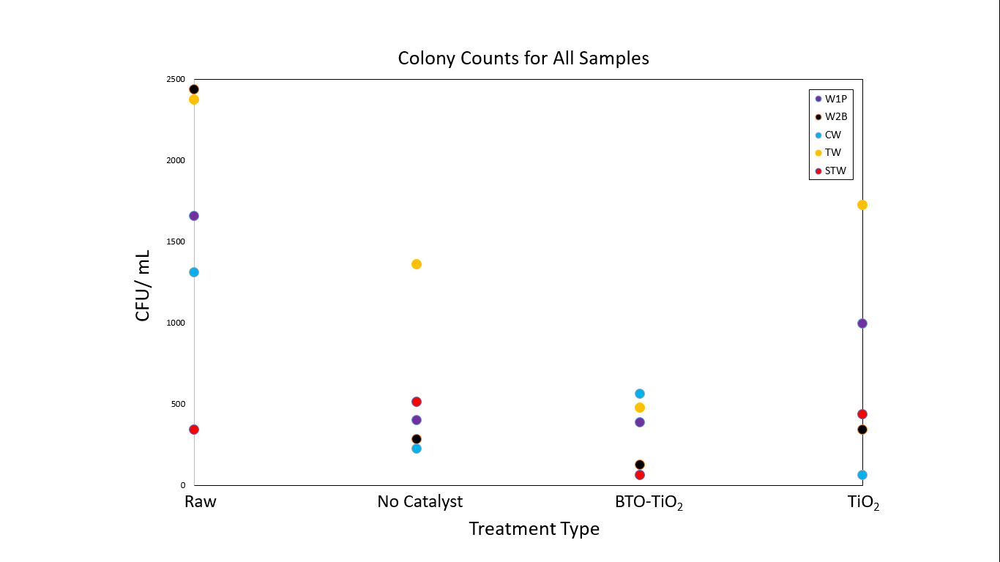 Colony Counts for All Samples
2500
2000
1500
1000
500
0
CFU/ mL
W1P
W2B
CW
TW
STW
Raw
No Catalyst
BTO-TiO₂
TiO₂
Treatment Type